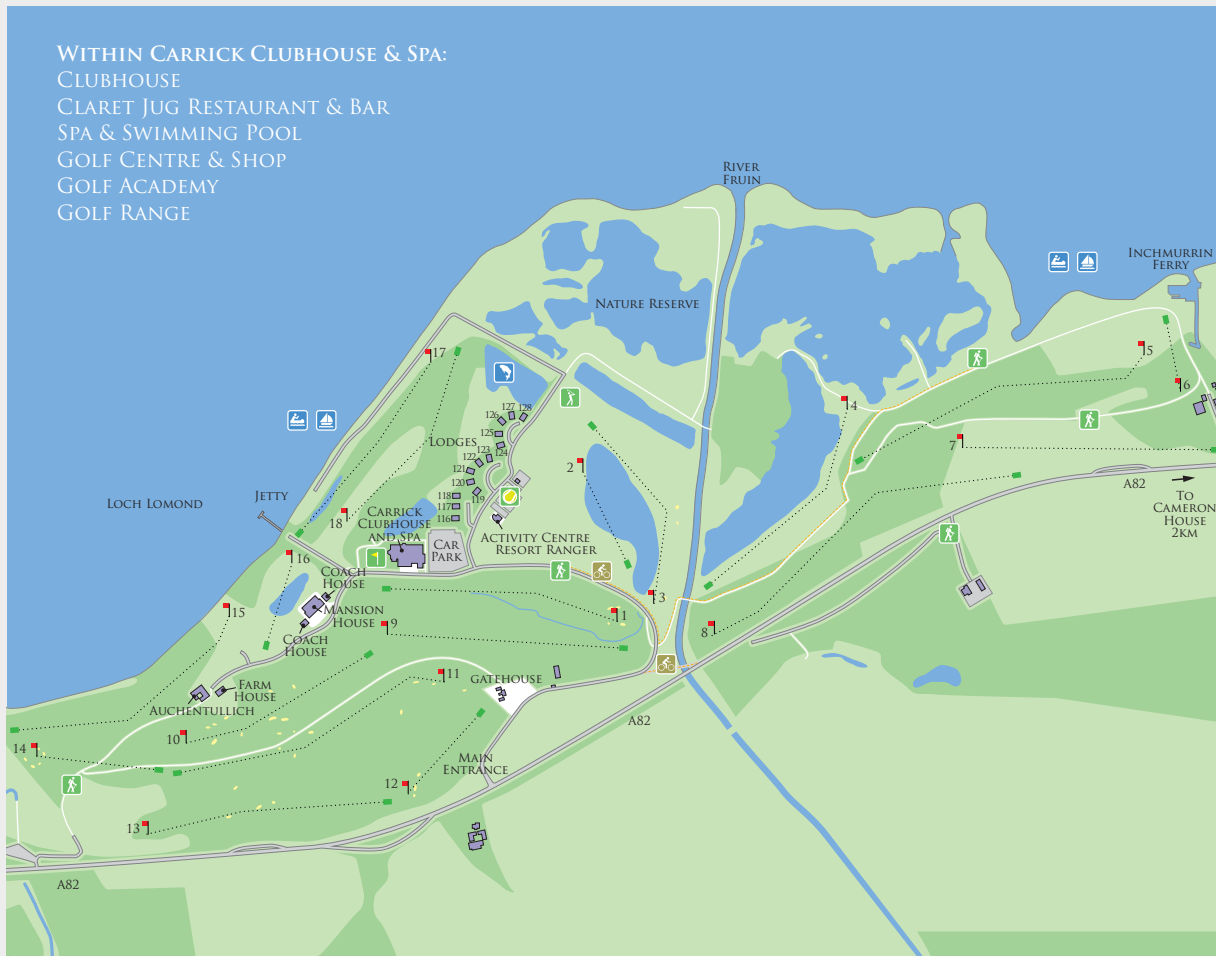 Within Carrick Clubhouse & Spa:
Clubhouse
Claret Jug Restaurant & Bar
Spa & Swimming Pool
Golf Centre & Shop
Golf Academy
Golf Range
River
Fruin
Inchmurrin
Ferry
Nature Reserve
17
5
6
4
127
128
126
125
Lodges
124
123
122
121
120
119
118
117
116
2
7
Loch Lomond
Jetty
18
Carrick
Clubhouse
and Spa
Car
Park
Activity Centre
Resort Ranger
A82
To
Cameron
House
2km
16
Coach
House
Mansion
House
Coach
House
15
3
1
9
8
11
Gatehouse
Farm
House
Auchentullich
A82
10
14
Main
Entrance
12
13
A82